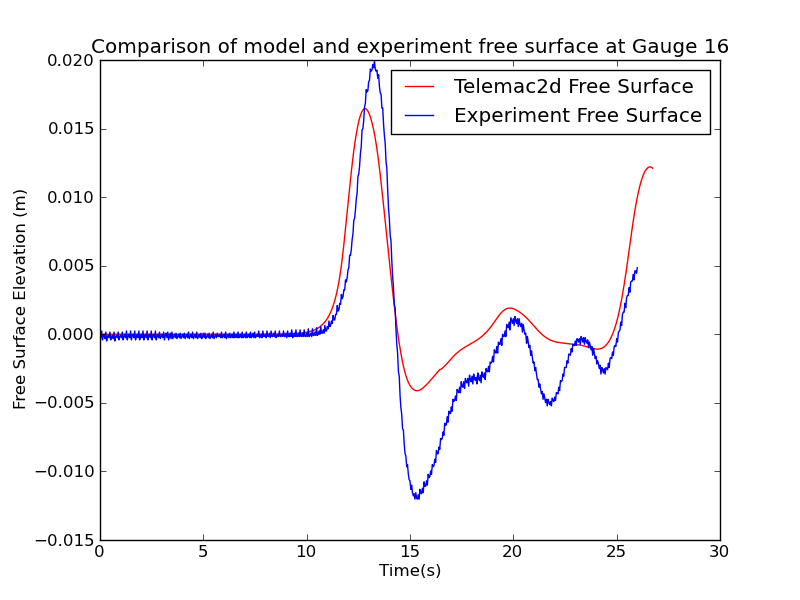 Comparison of model and experiment free surface at Gauge 16
Telemac2d Free Surface
Experiment Free Surface
Free Surface Elevation (m)
0.020
0.015
0.010
0.005
0.000
−0.005
−0.010
−0.015
0 5 10 15 20 25 30
Time(s)